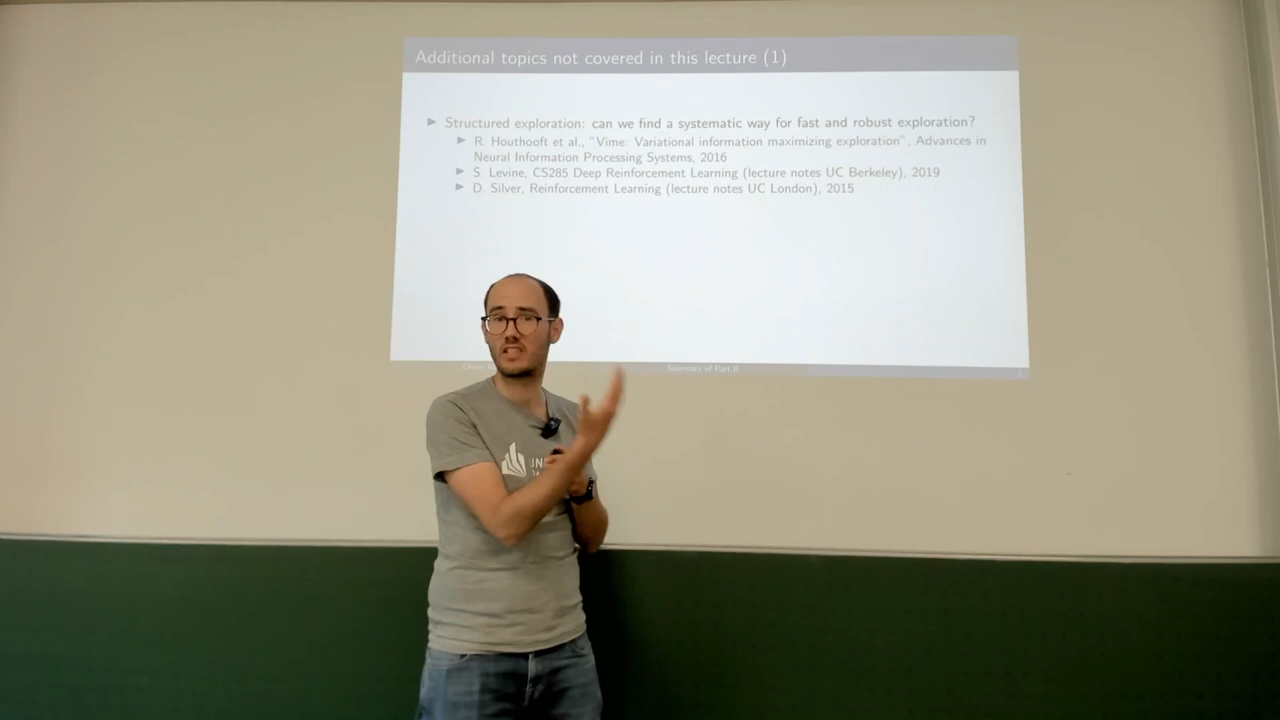 Additional topics not covered in this lecture (1)
▶ Structured exploration: can we find a systematic way for fast and robust exploration?
▶ R. Houthooft et al., "Vime: Variational information maximizing exploration", Advances in
Neural Information Processing Systems, 2016
▶ S. Levine, CS285 Deep Reinforcement Learning (lecture notes UC Berkeley), 2019
▶ D. Silver, Reinforcement Learning (lecture notes UC London), 2015
Summary of Part II
UNI